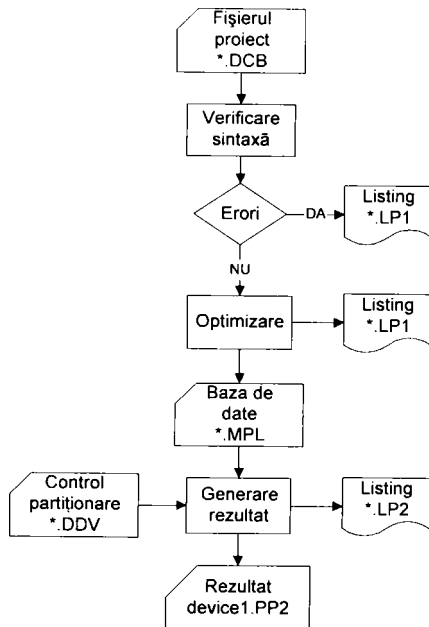 Fişierul
proiect
*.DCB
Verificare
sintaxă
Erori
DA
Listing
*.LP1
NU
Optimizare
Listing
*.LP1
Baza de
date
*.MPL
Control
partiţionare
*.DDV
Generare
rezultat
Listing
*.LP2
Rezultat
device1.PP2